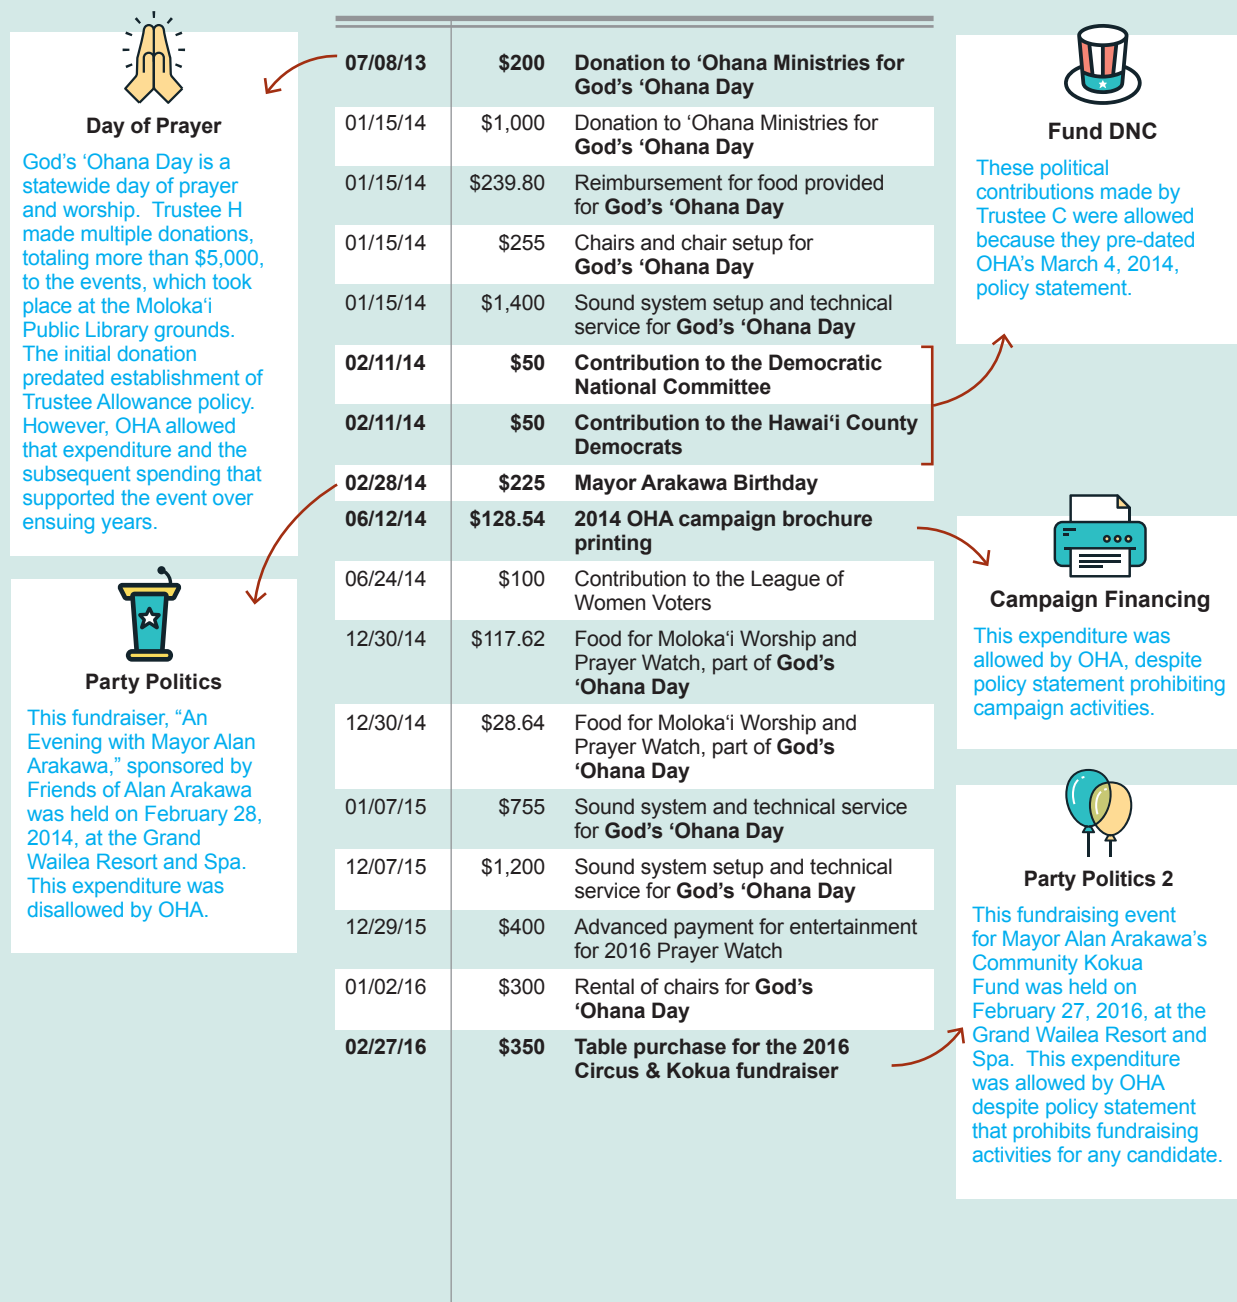 Day of Prayer
God’s ‘Ohana Day is a
statewide day of prayer
and worship.  Trustee H
made multiple donations,
totaling more than $5,000,
to the events, which took
place at the Moloka‘i
Public Library grounds.
The initial donation
predated establishment of
Trustee Allowance policy.
However, OHA allowed
that expenditure and the
subsequent spending that
supported the event over
ensuing years.
Party Politics
This fundraiser, “An
Evening with Mayor Alan
Arakawa,” sponsored by
Friends of Alan Arakawa
was held on February 28,
2014, at the Grand
Wailea Resort and Spa.
This expenditure was
disallowed by OHA.
07/08/13 $200 Donation to ‘Ohana Ministries for
God’s ‘Ohana Day
01/15/14 $1,000 Donation to ‘Ohana Ministries for
God’s ‘Ohana Day
01/15/14 $239.80 Reimbursement for food provided
for God’s ‘Ohana Day
01/15/14 $255 Chairs and chair setup for
God’s ‘Ohana Day
01/15/14 $1,400 Sound system setup and technical
service for God’s ‘Ohana Day
02/11/14 $50 Contribution to the Democratic
National Committee
02/11/14 $50 Contribution to the Hawai‘i County
Democrats
02/28/14 $225 Mayor Arakawa Birthday
06/12/14 $128.54 2014 OHA campaign brochure
printing
06/24/14 $100 Contribution to the League of
Women Voters
12/30/14 $117.62 Food for Moloka‘i Worship and
Prayer Watch, part of God’s
‘Ohana Day
12/30/14 $28.64 Food for Moloka‘i Worship and
Prayer Watch, part of God’s
‘Ohana Day
01/07/15 $755 Sound system and technical service
for God’s ‘Ohana Day
12/07/15 $1,200 Sound system setup and technical
service for God’s ‘Ohana Day
12/29/15 $400 Advanced payment for entertainment
for 2016 Prayer Watch
01/02/16 $300 Rental of chairs for God’s
‘Ohana Day
02/27/16 $350 Table purchase for the 2016
Circus & Kokua fundraiser
Fund DNC
These political
contributions made by
Trustee C were allowed
because they pre-dated
OHA’s March 4, 2014,
policy statement.
Campaign Financing
This expenditure was
allowed by OHA, despite
policy statement prohibiting
campaign activities.
Party Politics 2
This fundraising event
for Mayor Alan Arakawa’s
Community Kokua
Fund was held on
February 27, 2016, at the
Grand Wailea Resort and
Spa.  This expenditure
was allowed by OHA
despite policy statement
that prohibits fundraising
activities for any candidate.